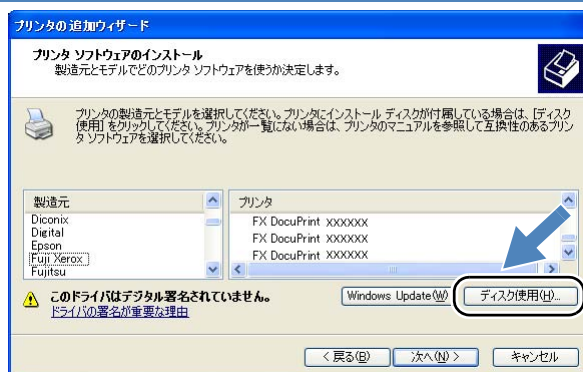 プリンタの追加ウィザード
プリンタ ソフトウェアのインストール
製造元とモデルでどのプリンタ ソフトウェアを使うか決定します。
プリンタの製造元とモデルを選択してください。プリンタにインストール ディスクが付属している場合は、[ディスク
使用] をクリックしてください。プリンタが一覧にない場合は、プリンタのマニュアルを参照して互換性のあるプリン
タ ソフトウェアを選択してください。
製造元
Diconix
Digital
Epson
Fuji Xerox
Fujitsu
プリンタ
FX DocuPrint XXXXXX
FX DocuPrint XXXXXX
FX DocuPrint XXXXXX
このドライバはデジタル署名されていません。
ドライバの署名が重要な理由
Windows Update(W)
ディスク使用(H)...
< 戻る(B)
次へ(N) >
キャンセル